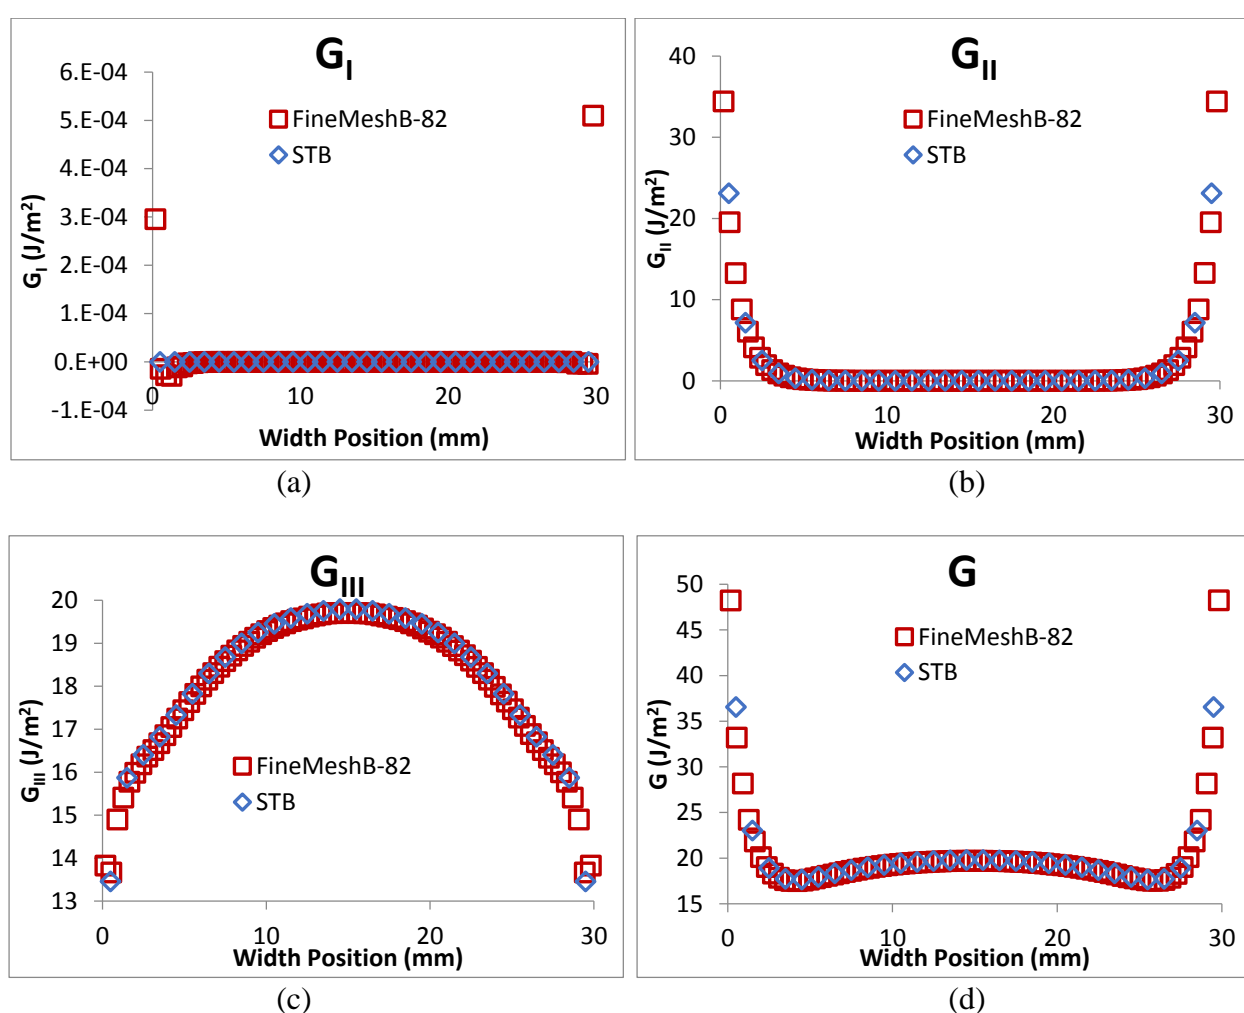 G_I
6.E-04
5.E-04
4.E-04
3.E-04
2.E-04
1.E-04
0.E+00
-1.E-04
G_I (J/m²)
FineMeshB-82
STB
0 10 20 30
Width Position (mm)
(a)
G_II
40
30
20
10
0
G_II (J/m²)
FineMeshB-82
STB
0 10 20 30
Width Position (mm)
(b)
G_III
20
19
18
17
16
15
14
13
G_III (J/m²)
FineMeshB-82
STB
0 10 20 30
Width Position (mm)
(c)
G
50
45
40
35
30
25
20
15
G (J/m²)
FineMeshB-82
STB
0 10 20 30
Width Position (mm)
(d)